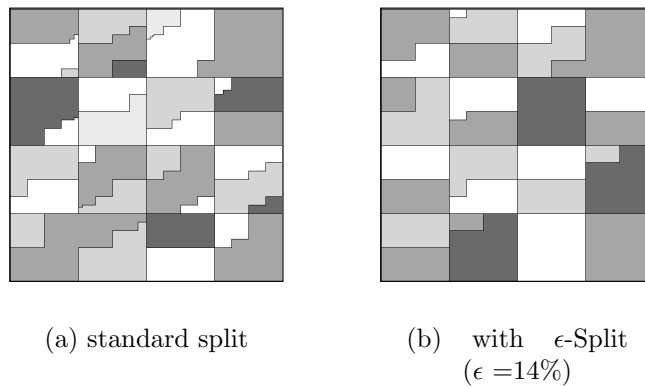 (a) standard split
(b) with ϵ-Split
(ϵ =14%)